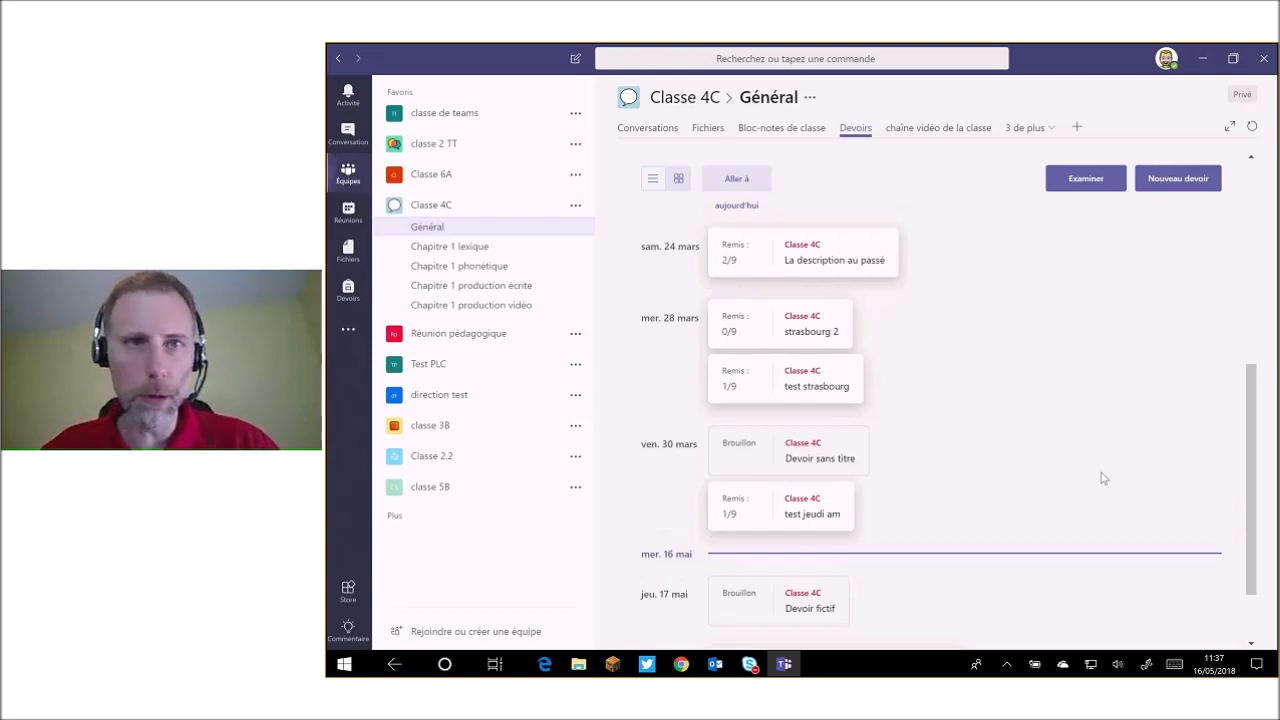 Recherchez ou tapez une commande
Activité
Conversation
Équipes
Réunions
Fichiers
Devoirs
Store
Commentaire
Favoris
classe de teams
classe 2 TT
Classe 6A
Classe 4C
Général
Chapitre 1 lexique
Chapitre 1 phonétique
Chapitre 1 production écrite
Chapitre 1 production vidéo
Réunion pédagogique
Test PLC
direction test
classe 3B
Classe 2.2
classe 5B
Plus
Rejoindre ou créer une équipe
Classe 4C > Général
Privé
Conversations Fichiers Bloc-notes de classe Devoirs chaîne vidéo de la classe 3 de plus
Aller à
aujourd'hui
Examiner
Nouveau devoir
sam. 24 mars
Remis :
2/9
Classe 4C
La description au passé
mer. 28 mars
Remis :
0/9
Classe 4C
strasbourg 2
Remis :
1/9
Classe 4C
test strasbourg
ven. 30 mars
Brouillon
Classe 4C
Devoir sans titre
Remis :
1/9
Classe 4C
test jeudi am
mer. 16 mai
jeu. 17 mai
Brouillon
Classe 4C
Devoir fictif
11:37
16/05/2018